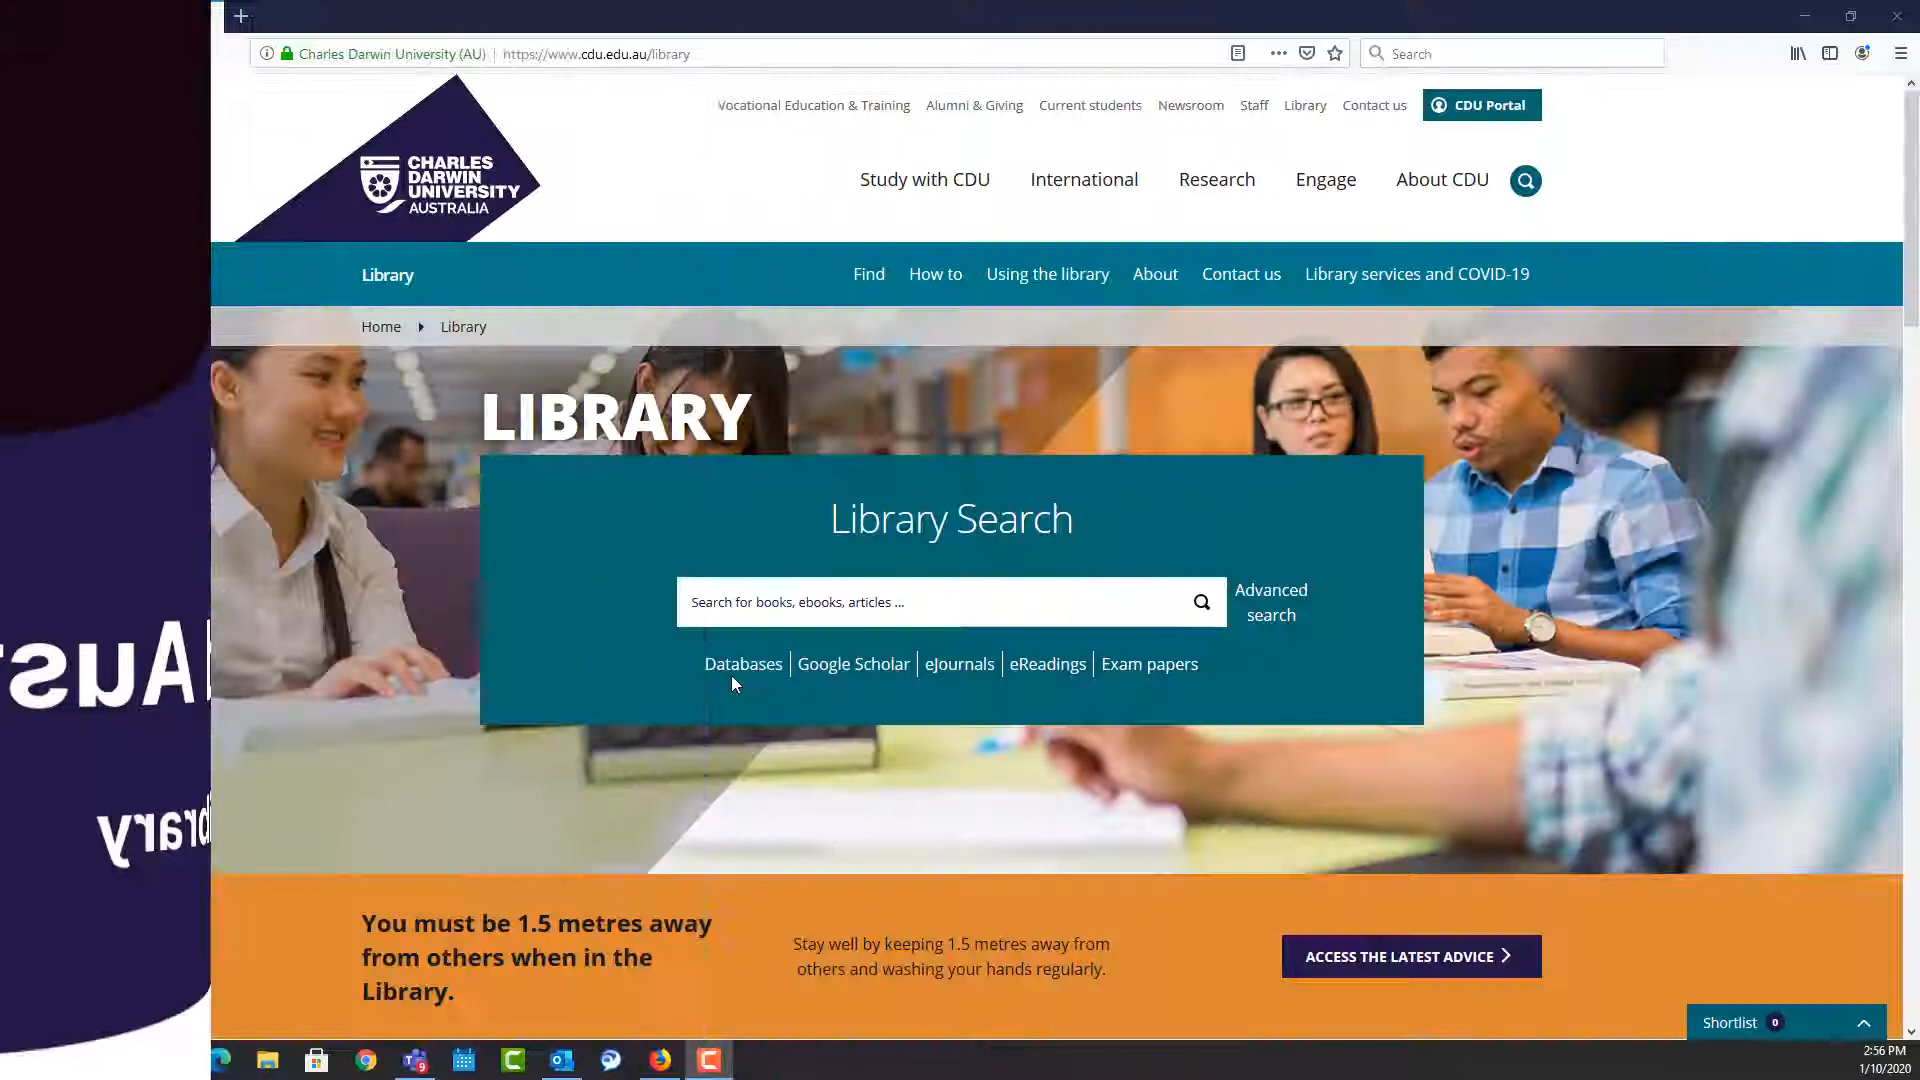 Charles Darwin University (AU) https://www.cdu.edu.au/library
Search
Vocational Education & Training Alumni & Giving Current students Newsroom Staff Library Contact us CDU Portal
CHARLES
DARWIN
UNIVERSITY
AUSTRALIA
Study with CDU International Research Engage About CDU
Library
Find How to Using the library About Contact us Library services and COVID-19
Home Library
LIBRARY
Library Search
Search for books, ebooks, articles ...
Advanced
search
Databases Google Scholar eJournals eReadings Exam papers
You must be 1.5 metres away
from others when in the
Library.
Stay well by keeping 1.5 metres away from
others and washing your hands regularly.
ACCESS THE LATEST ADVICE
Shortlist 0
9
2:56 PM
1/10/2020